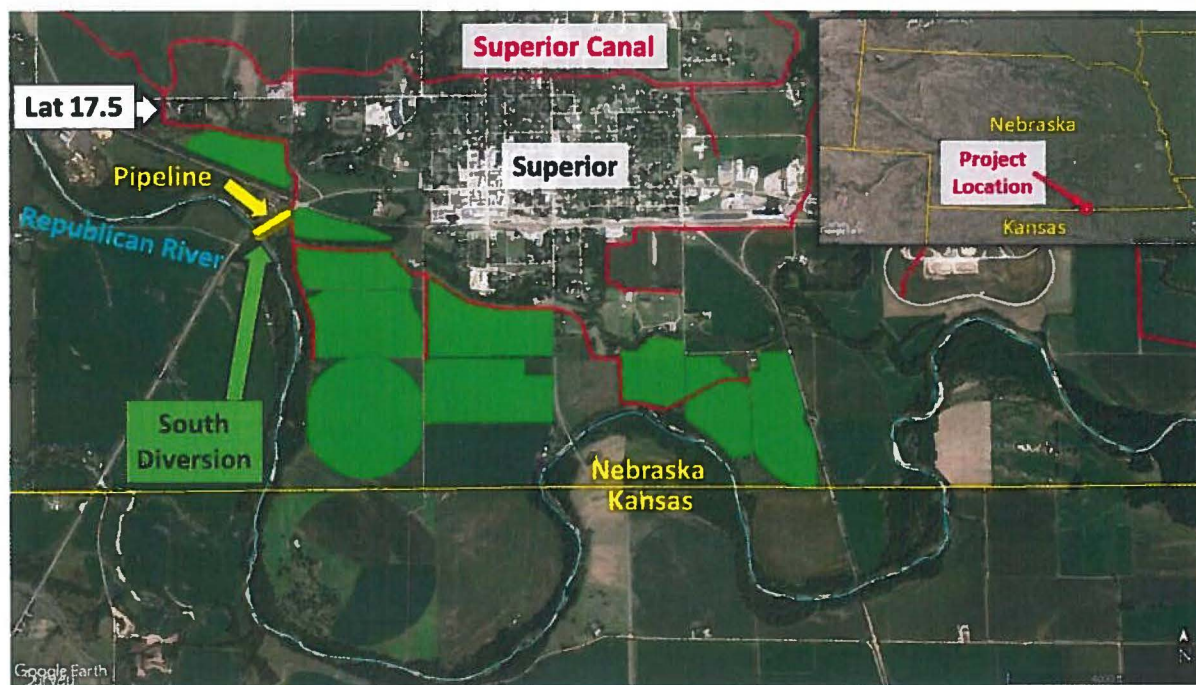 Superior Canal
Lat 17.5
Nebraska
Project
Location
Kansas
Pipeline
Superior
Republican River
South
Diversion
Nebraska
Kansas
Google Earth
N